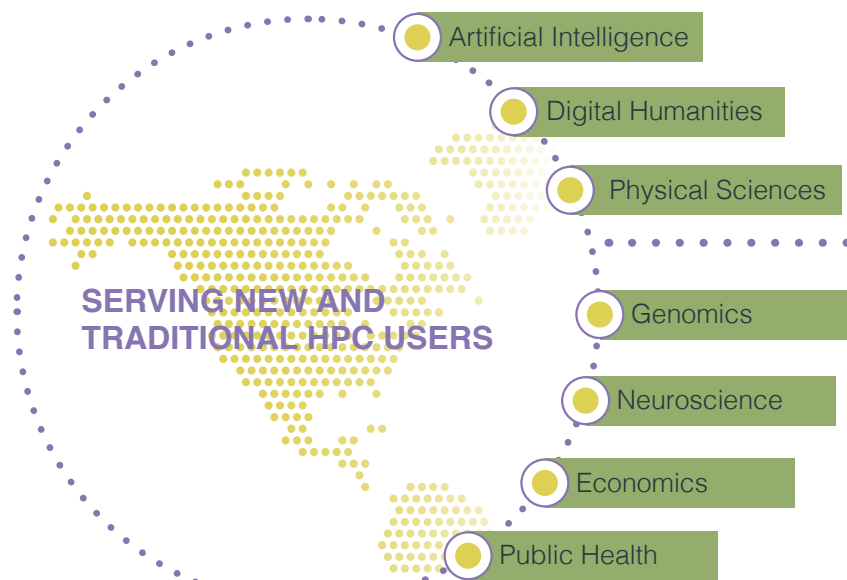 Artificial Intelligence
Digital Humanities
Physical Sciences
SERVING NEW AND
TRADITIONAL HPC USERS
Genomics
Neuroscience
Economics
Public Health